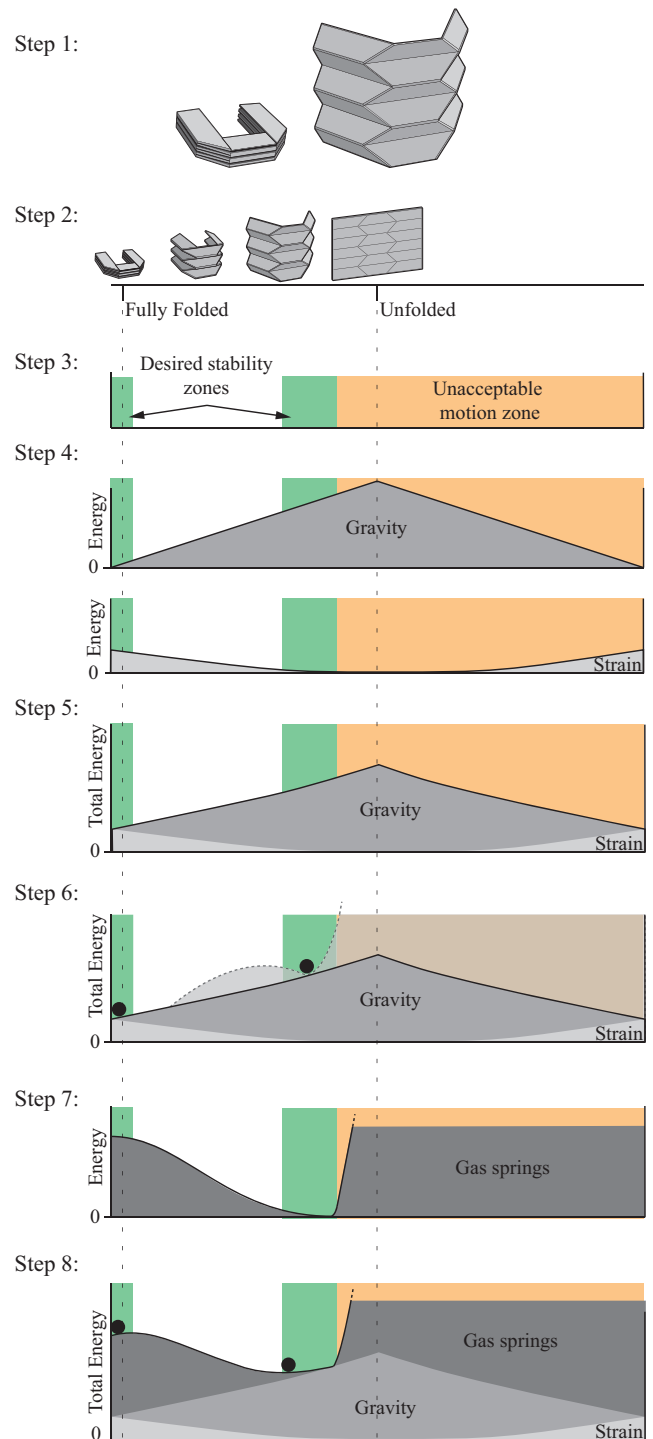 Step 1:
Step 2:
Fully Folded
Unfolded
Step 3:
Desired stability
zones
Unacceptable
motion zone
Step 4:
Energy
0
Gravity
Energy
0
Strain
Step 5:
Total Energy
0
Gravity
Strain
Step 6:
Total Energy
0
Gravity
Strain
Step 7:
Energy
0
Gas springs
Step 8:
Total Energy
0
Gas springs
Gravity
Strain